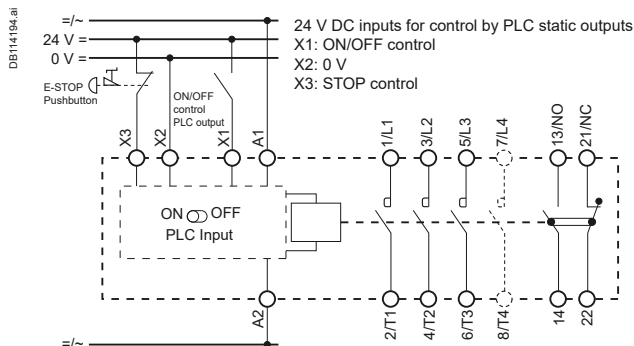 DB114194.ai
=/~
24 V =
0 V =
24 V DC inputs for control by PLC static outputs
X1: ON/OFF control
X2: 0 V
X3: STOP control
E-STOP
Pushbutton
ON/OFF
control
PLC output
X3
X2
X1
A1
1/L1
3/L2
5/L3
7/L4
13/NO
21/NC
ON OFF
PLC Input
A2
2/T1
4/T2
6/T3
8/T4
14
22
=/~